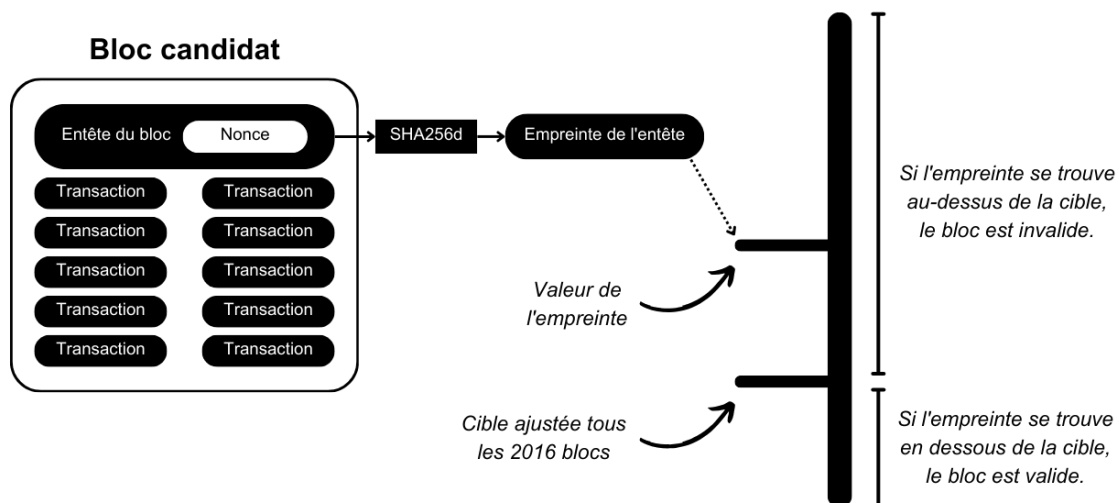 Bloc candidat
Entête du bloc
Nonce
SHA256d
Empreinte de l'entête
Transaction
Transaction
Transaction
Transaction
Transaction
Transaction
Transaction
Transaction
Transaction
Transaction
Si l'empreinte se trouve
au-dessus de la cible,
le bloc est invalide.
Valeur de
l'empreinte
Cible ajustée tous
les 2016 blocs
Si l'empreinte se trouve
en dessous de la cible,
le bloc est valide.